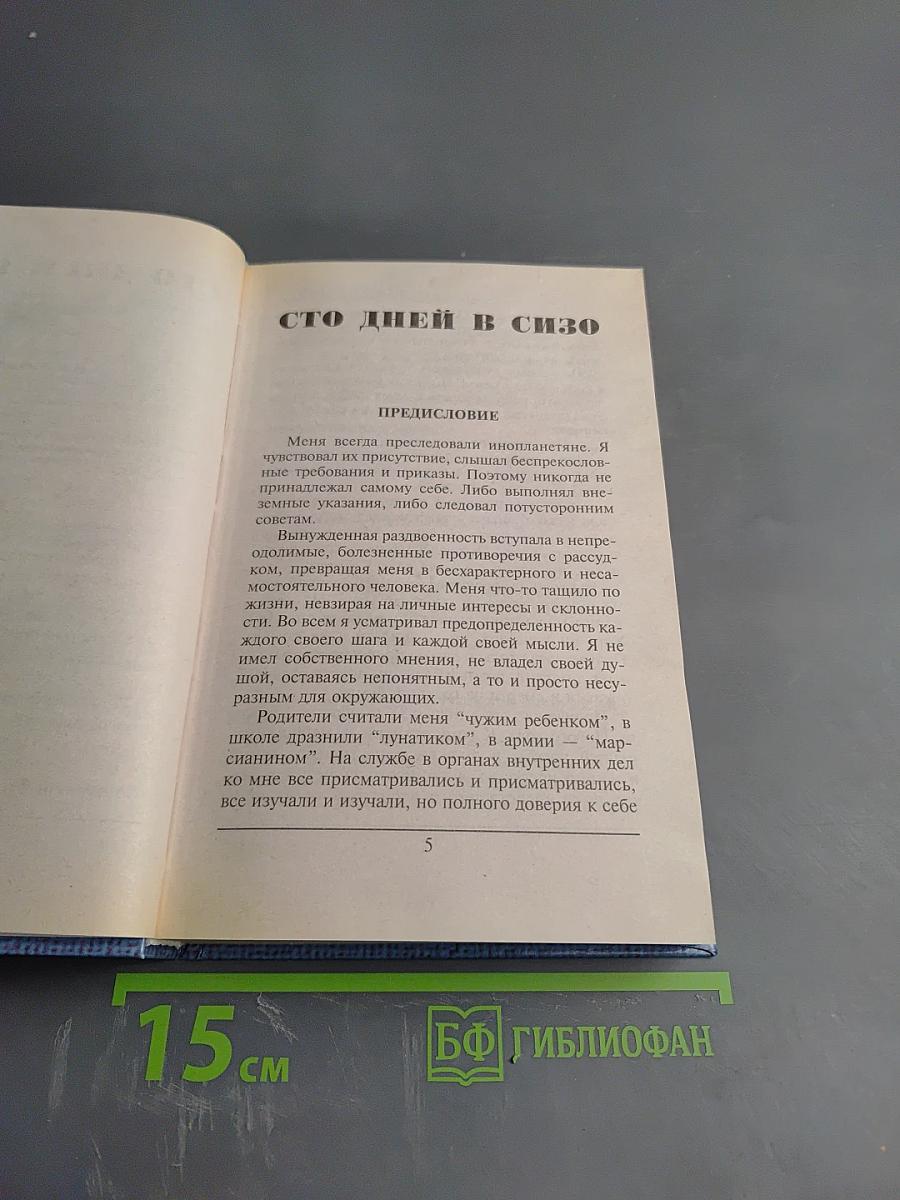 СТО ДНЕЙ В СИЗО
ПРЕДИСЛОВИЕ
Меня всегда преследовали инопланетяне. Я
чувствовал их присутствие, слышал беспрекослов-
ные требования и приказы. Поэтому никогда не
принадлежал самому себе. Либо выполнял вне-
земные указания, либо следовал потусторонним
советам.
Вынужденная раздвоенность вступала в непре-
одолимые, болезненные противоречия с рассуд-
ком, превращая меня в бесхарактерного и неса-
мостоятельного человека. Меня что-то тащило по
жизни, невзирая на личные интересы и склонно-
сти. Во всем я усматривал предопределенность ка-
ждого своего шага и каждой своей мысли. Я не
имел собственного мнения, не владел своей ду-
шой, оставаясь непонятным, а то и просто несу-
разным для окружающих.
Родители считали меня “чужим ребенком”, в
школе дразнили “лунатиком”, в армии — “мар-
сианином”. На службе в органах внутренних дел
ко мне все присматривались и присматривались,
все изучали и изучали, но полного доверия к себе
5
15 см
БФ ГИБЛИОФАН